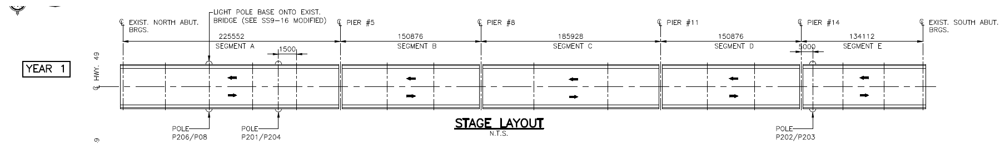 LIGHT POLE BASE ONTO EXIST.
BRIDGE (SEE SS9-16 MODIFIED)
℄ EXIST. NORTH ABUT.
BRGS.
℄ PIER #5
℄ PIER #8
℄ PIER #11
℄ PIER #14
℄ EXIST. SOUTH ABUT.
BRGS.
225552
150876
185928
150876
134112
SEGMENT A
SEGMENT B
SEGMENT C
SEGMENT D
SEGMENT E
1500
5000
YEAR 1
℄ HWY. 49
POLE
P206/P08
POLE
P201/P204
STAGE LAYOUT
N.T.S.
POLE
P202/P203
.9